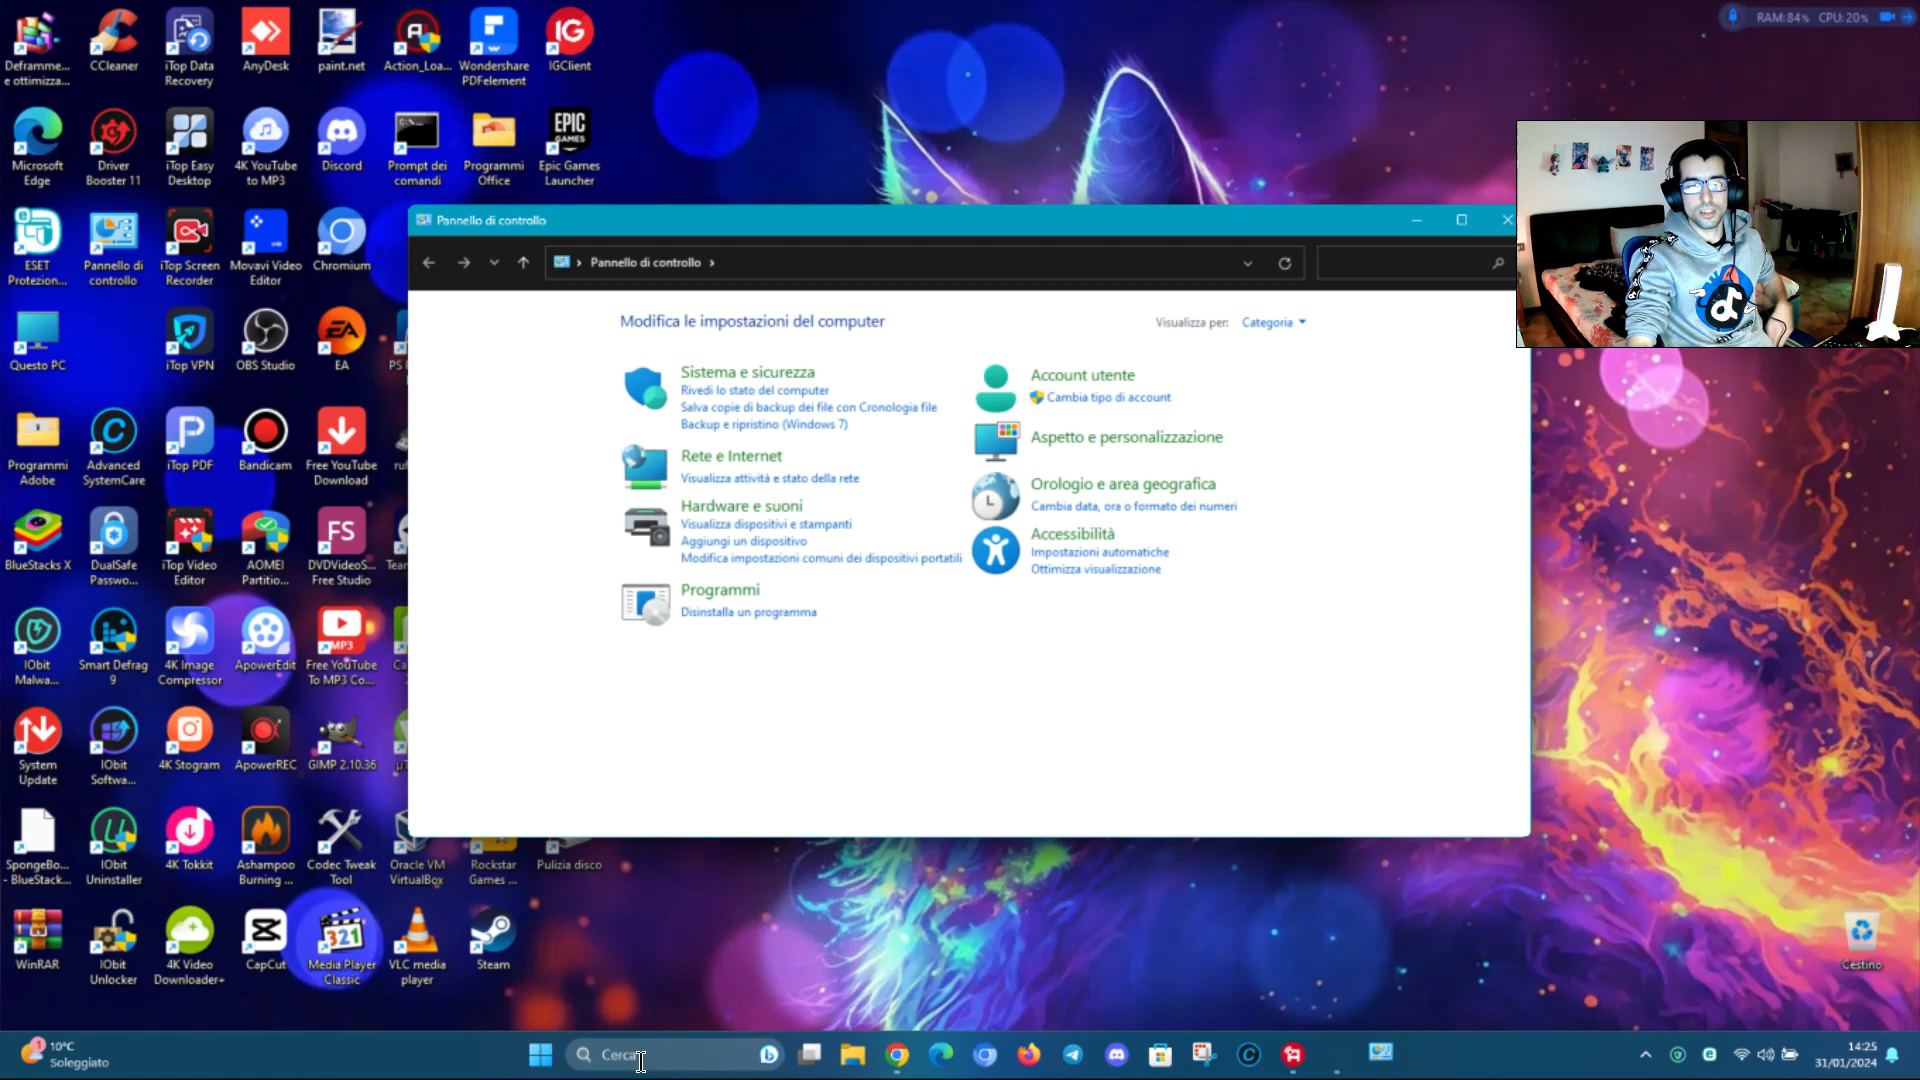 RAM:84% CPU:20%
Deframme... e ottimizza...
CCleaner
iTop Data Recovery
AnyDesk
paint.net
Action_Loa...
Wondershare PDFelement
IGClient
Microsoft Edge
Driver Booster 11
iTop Easy Desktop
4K YouTube to MP3
Discord
Prompt dei comandi
Programmi Office
Epic Games Launcher
ESET Protezion...
Pannello di controllo
iTop Screen Recorder
Movavi Video Editor
Chromium
Questo PC
iTop VPN
OBS Studio
EA
Programmi Adobe
Advanced SystemCare
iTop PDF
Bandicam
Free YouTube Download
BlueStacks X
DualSafe Passwo...
iTop Video Editor
AOMEI Partitio...
DVDVideoS... Free Studio
IObit Malwa...
Smart Defrag 9
4K Image Compressor
ApowerEdit
Free YouTube To MP3 Co...
System Update
IObit Softwa...
4K Stogram
ApowerREC
GIMP 2.10.36
SpongeBo... - BlueStack...
IObit Uninstaller
4K Tokkit
Ashampoo Burning ...
Codec Tweak Tool
Oracle VM VirtualBox
Rockstar Games ...
Pulizia disco
WinRAR
IObit Unlocker
4K Video Downloader+
CapCut
Media Player Classic
VLC media player
Steam
Cestino
Pannello di controllo
Pannello di controllo
Modifica le impostazioni del computer
Visualizza per: Categoria
Sistema e sicurezza
Rivedi lo stato del computer
Salva copie di backup dei file con Cronologia file
Backup e ripristino (Windows 7)
Rete e Internet
Visualizza attività e stato della rete
Hardware e suoni
Visualizza dispositivi e stampanti
Aggiungi un dispositivo
Modifica impostazioni comuni dei dispositivi portatili
Programmi
Disinstalla un programma
Account utente
Cambia tipo di account
Aspetto e personalizzazione
Orologio e area geografica
Cambia data, ora o formato dei numeri
Accessibilità
Impostazioni automatiche
Ottimizza visualizzazione
10°C
Soleggiato
Cerca
14:25
31/01/2024